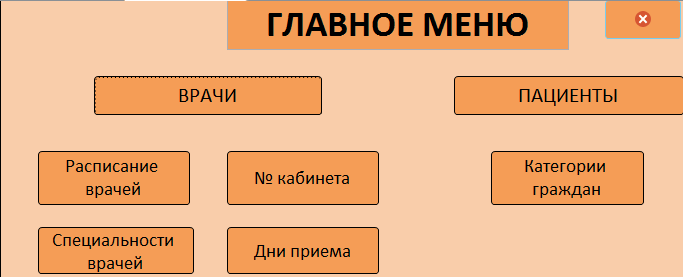 ГЛАВНОЕ МЕНЮ
ВРАЧИ
ПАЦИЕНТЫ
Расписание
врачей
№ кабинета
Категории
граждан
Специальности
врачей
Дни приема